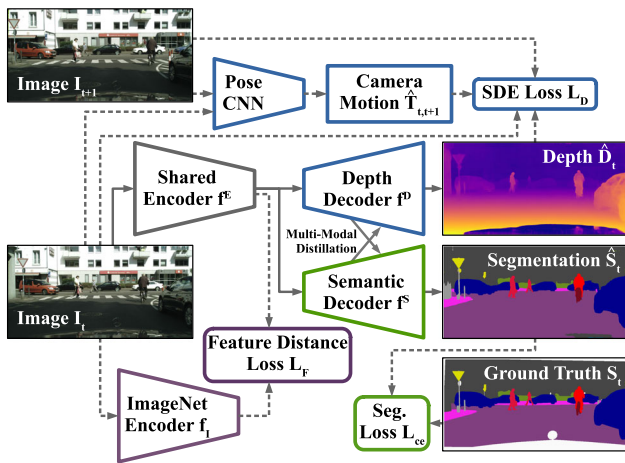 Image I_{t+1}
Pose
CNN
Camera
Motion T̂_{t,t+1}
SDE Loss L_D
Depth D̂_t
Shared
Encoder f^E
Depth
Decoder f^D
Multi-Modal
Distillation
Semantic
Decoder f^S
Segmentation Ŝ_t
Image I_t
Feature Distance
Loss L_F
Ground Truth S_t
ImageNet
Encoder f_I
Seg.
Loss L_{ce}